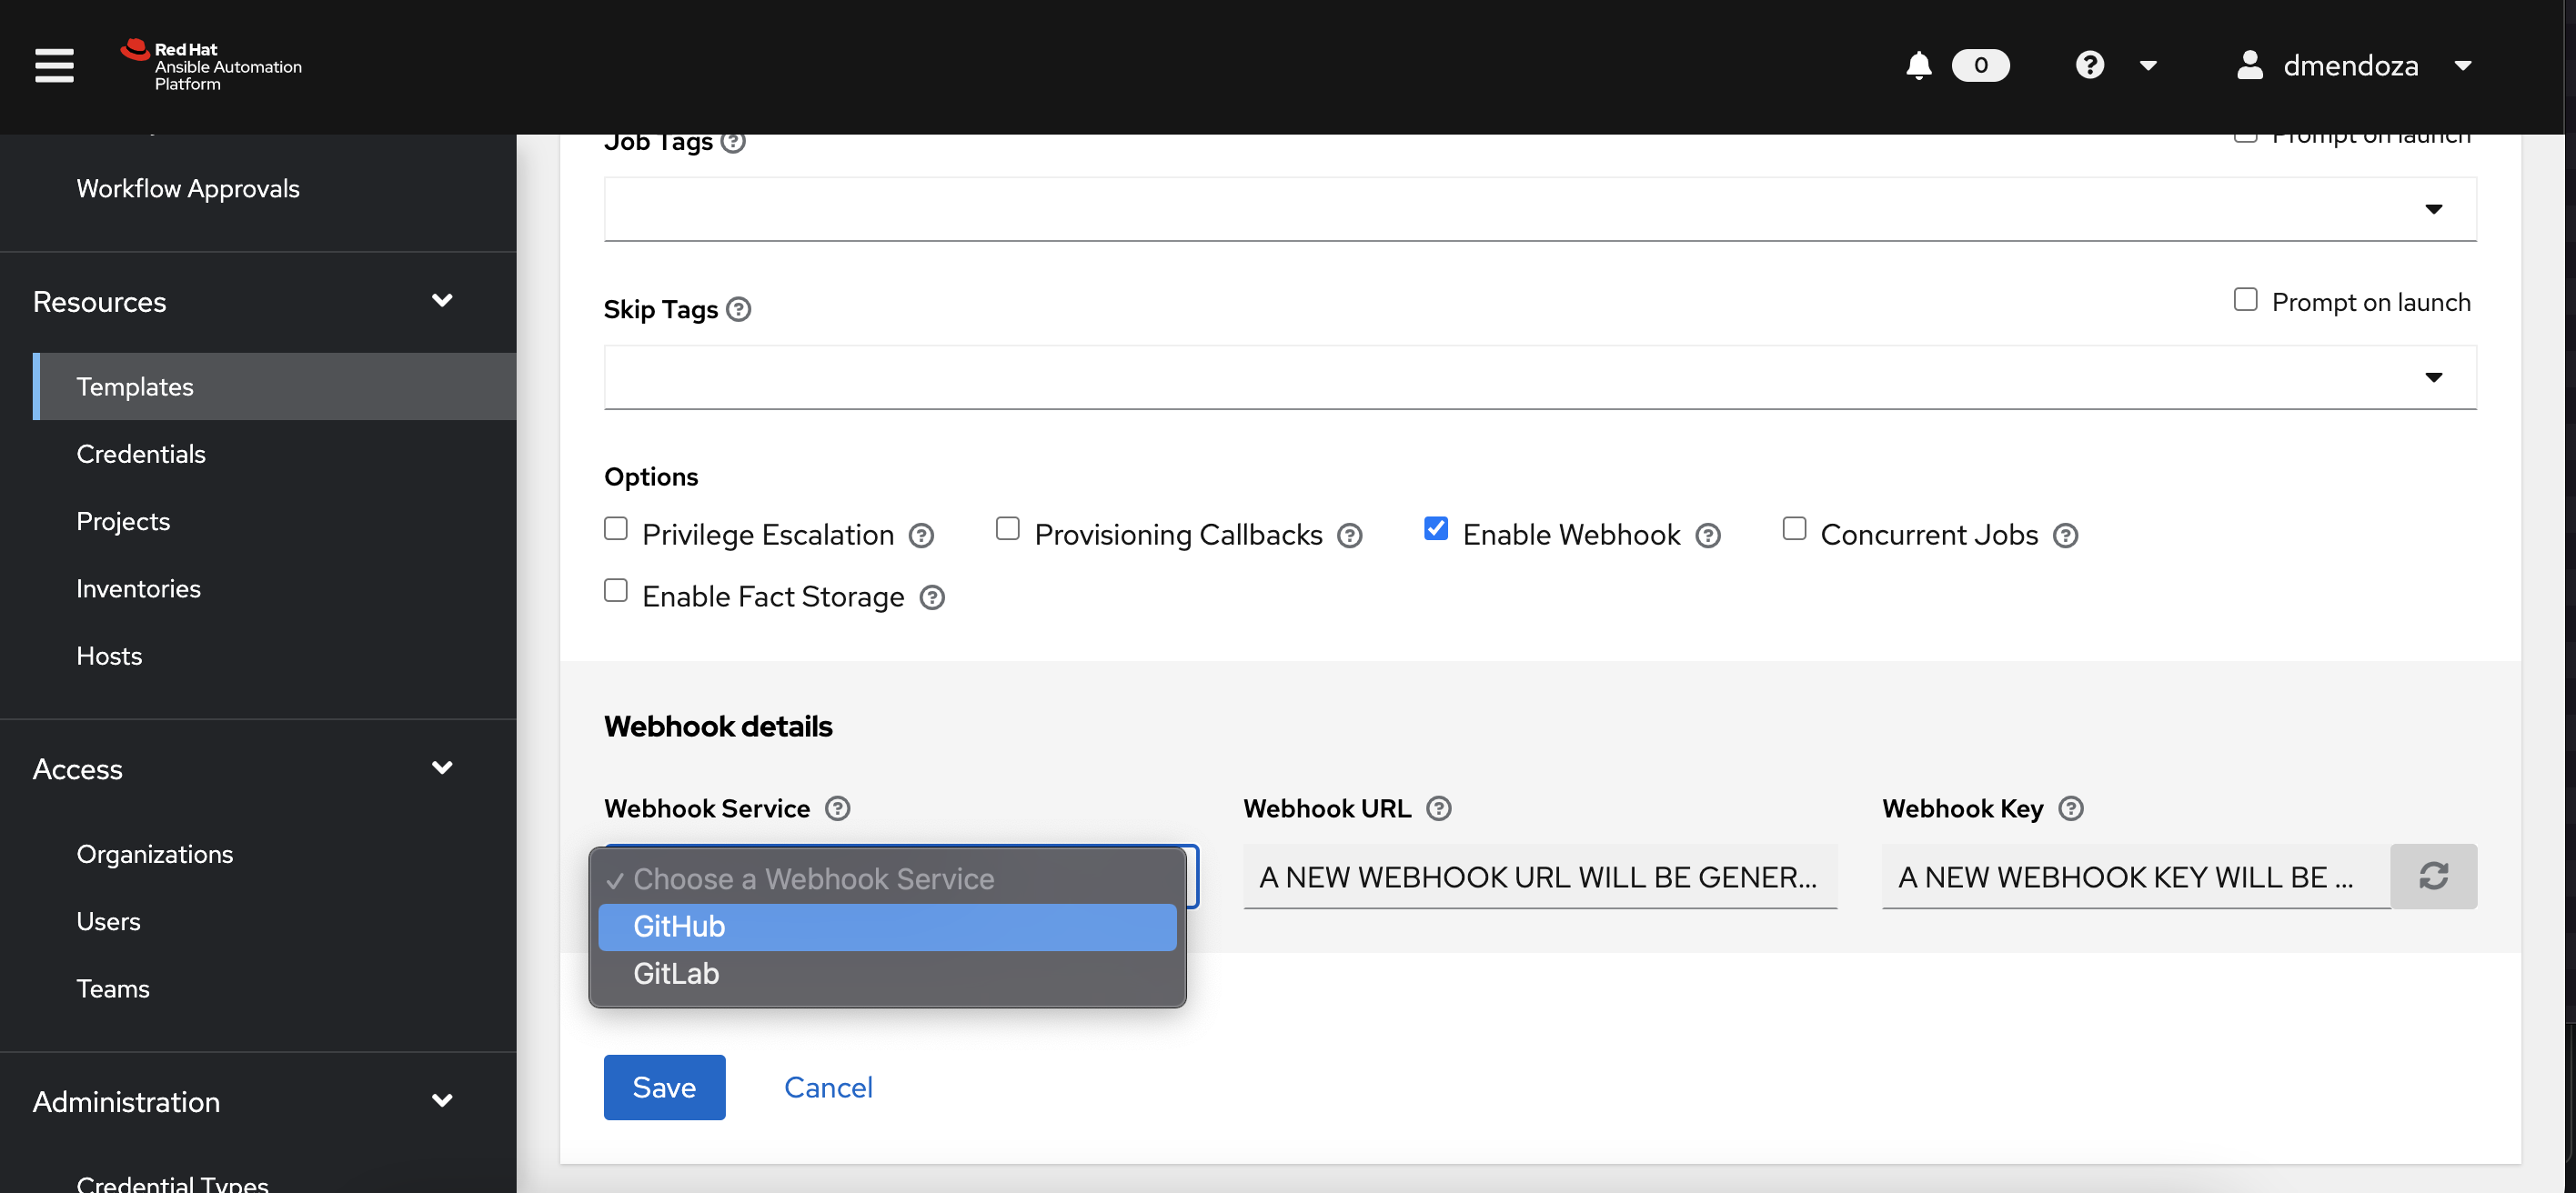 Red Hat
Ansible Automation
Platform
0
dmendoza
Workflow Approvals
Resources
Templates
Credentials
Projects
Inventories
Hosts
Access
Organizations
Users
Teams
Administration
Credential Types
Job Tags
Prompt on launch
Skip Tags
Prompt on launch
Options
Privilege Escalation
Provisioning Callbacks
Enable Webhook
Concurrent Jobs
Enable Fact Storage
Webhook details
Webhook Service
Webhook URL
Webhook Key
✓ Choose a Webhook Service
GitHub
GitLab
A NEW WEBHOOK URL WILL BE GENER...
A NEW WEBHOOK KEY WILL BE ...
Save
Cancel